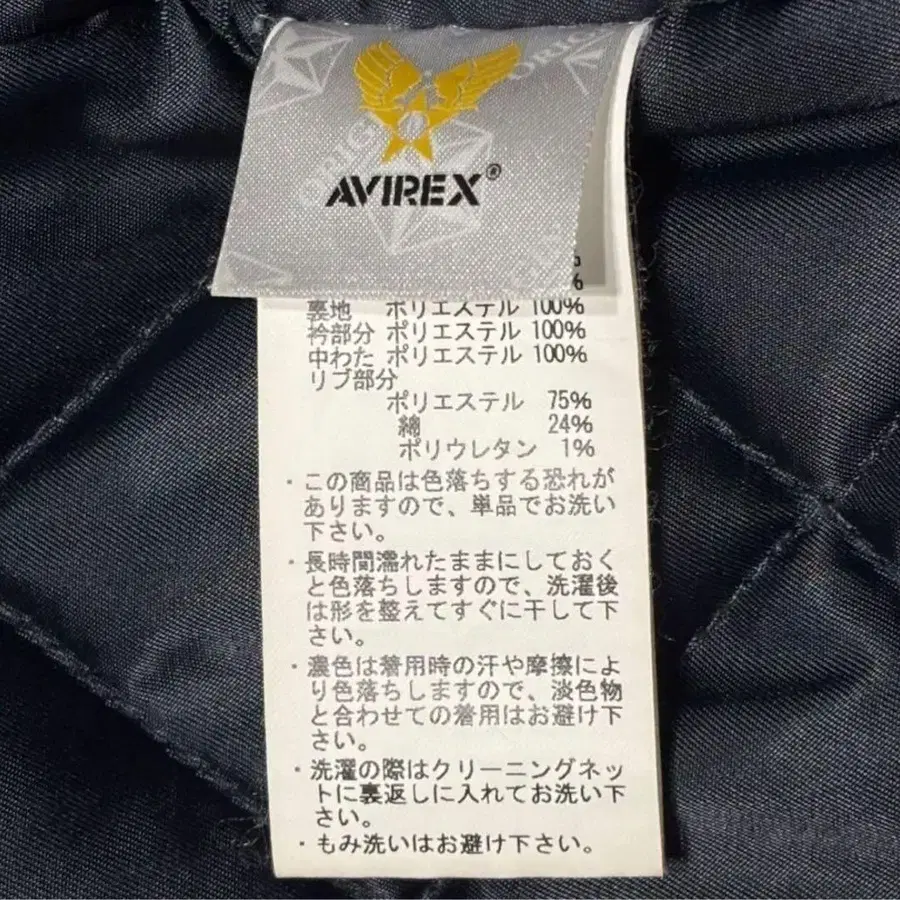 AVIREX®
裏地 ポリエステル 100%
衿部分 ポリエステル 100%
中わた ポリエステル 100%
リブ部分
ポリエステル 75%
綿 24%
ポリウレタン 1%
・この商品は色落ちする恐れが
ありますので、単品でお洗い
下さい。
・長時間濡れたままにしておく
と色落ちしますので、洗濯後
は形を整えてすぐに干して下
さい。
・濃色は着用時の汗や摩擦によ
り色落ちしますので、淡色物
と合わせての着用はお避け下
さい。
・洗濯の際はクリーニングネッ
トに裏返しに入れてお洗い下
さい。
・もみ洗いはお避け下さい。